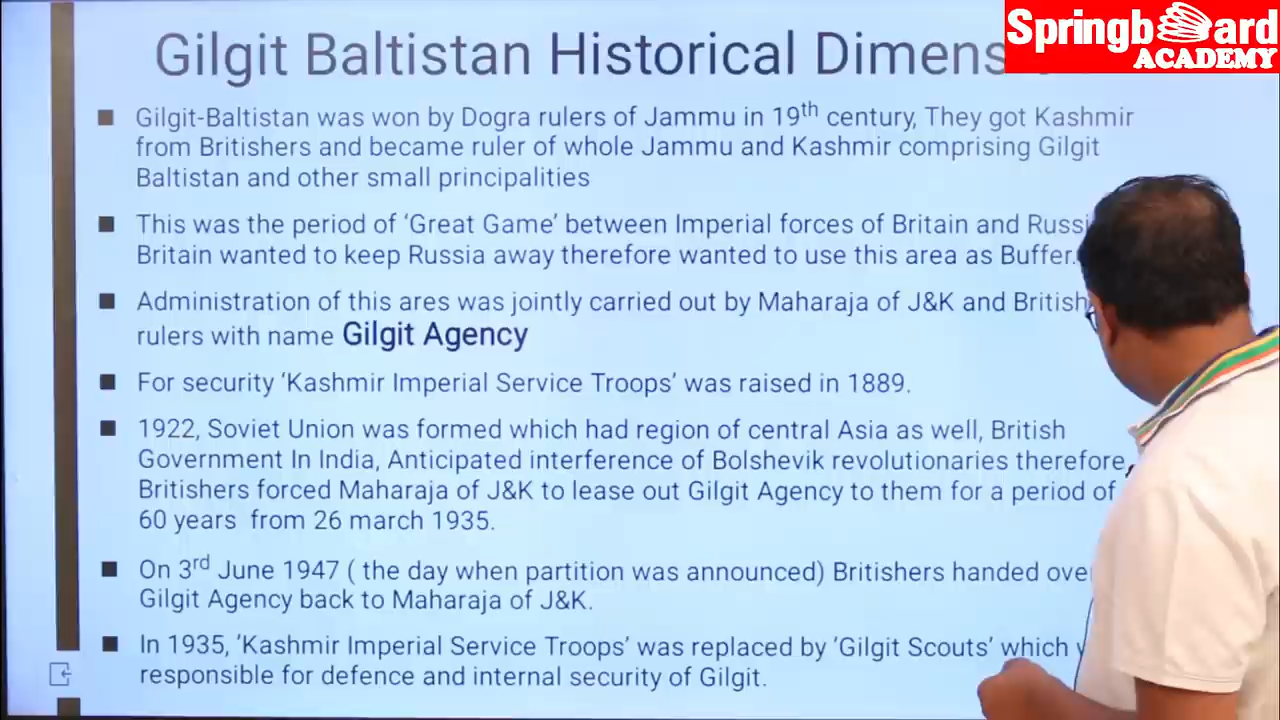 Springboard
ACADEMY
Gilgit Baltistan Historical Dimens
Gilgit-Baltistan was won by Dogra rulers of Jammu in 19th century, They got Kashmir
from Britishers and became ruler of whole Jammu and Kashmir comprising Gilgit
Baltistan and other small principalities
This was the period of ‘Great Game’ between Imperial forces of Britain and Russi
Britain wanted to keep Russia away therefore wanted to use this area as Buffer.
Administration of this ares was jointly carried out by Maharaja of J&K and British
rulers with name Gilgit Agency
For security ‘Kashmir Imperial Service Troops’ was raised in 1889.
1922, Soviet Union was formed which had region of central Asia as well, British
Government In India, Anticipated interference of Bolshevik revolutionaries therefore
Britishers forced Maharaja of J&K to lease out Gilgit Agency to them for a period of
60 years from 26 march 1935.
On 3rd June 1947 ( the day when partition was announced) Britishers handed ove
Gilgit Agency back to Maharaja of J&K.
In 1935, ‘Kashmir Imperial Service Troops’ was replaced by ‘Gilgit Scouts’ which
responsible for defence and internal security of Gilgit.